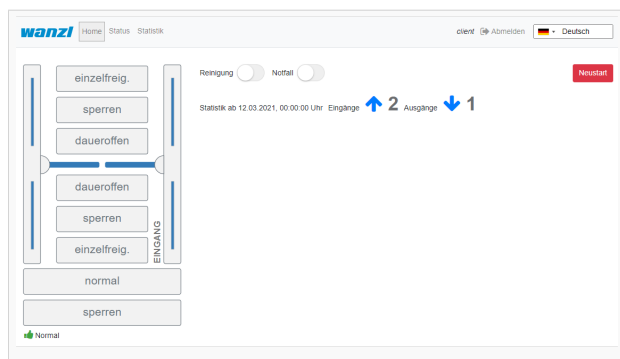 wanzl Home Status Statistik client Abmelden Deutsch
Reinigung Notfall Neustart
Statistik ab 12.03.2021, 00:00:00 Uhr Eingänge 2 Ausgänge 1
einzelfreig.
sperren
daueroffen
daueroffen
sperren
einzelfreig.
EINGANG
normal
sperren
Normal